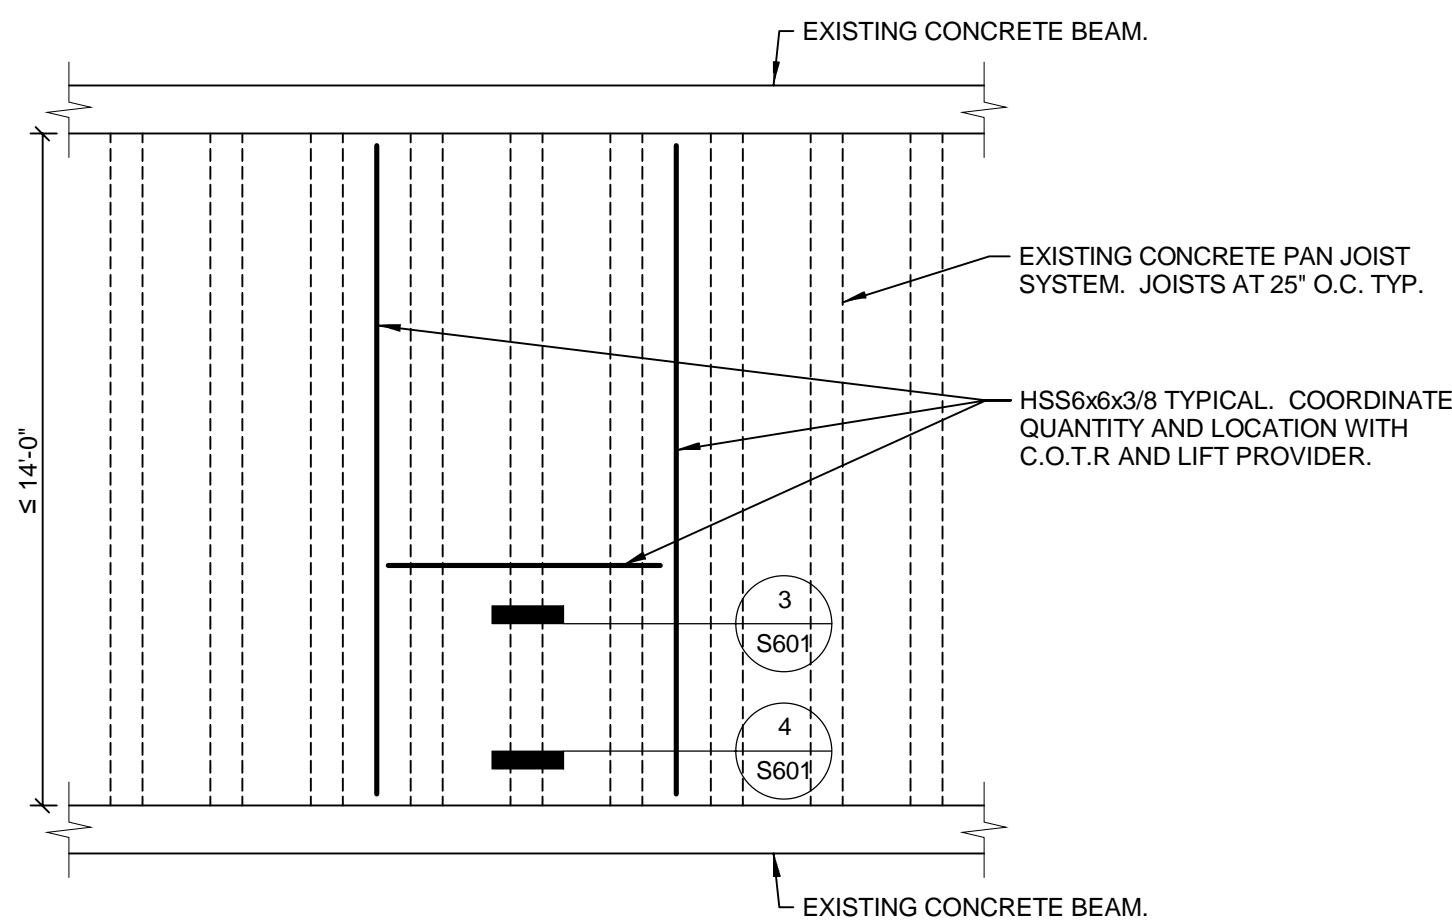 EXISTING CONCRETE BEAM.
EXISTING CONCRETE PAN JOIST
SYSTEM.  JOISTS AT 25" O.C. TYP.
HSS6x6x3/8 TYPICAL.  COORDINATE
QUANTITY AND LOCATION WITH
C.O.T.R AND LIFT PROVIDER.
≤ 14'-0"
3
S601
4
S601
EXISTING CONCRETE BEAM.